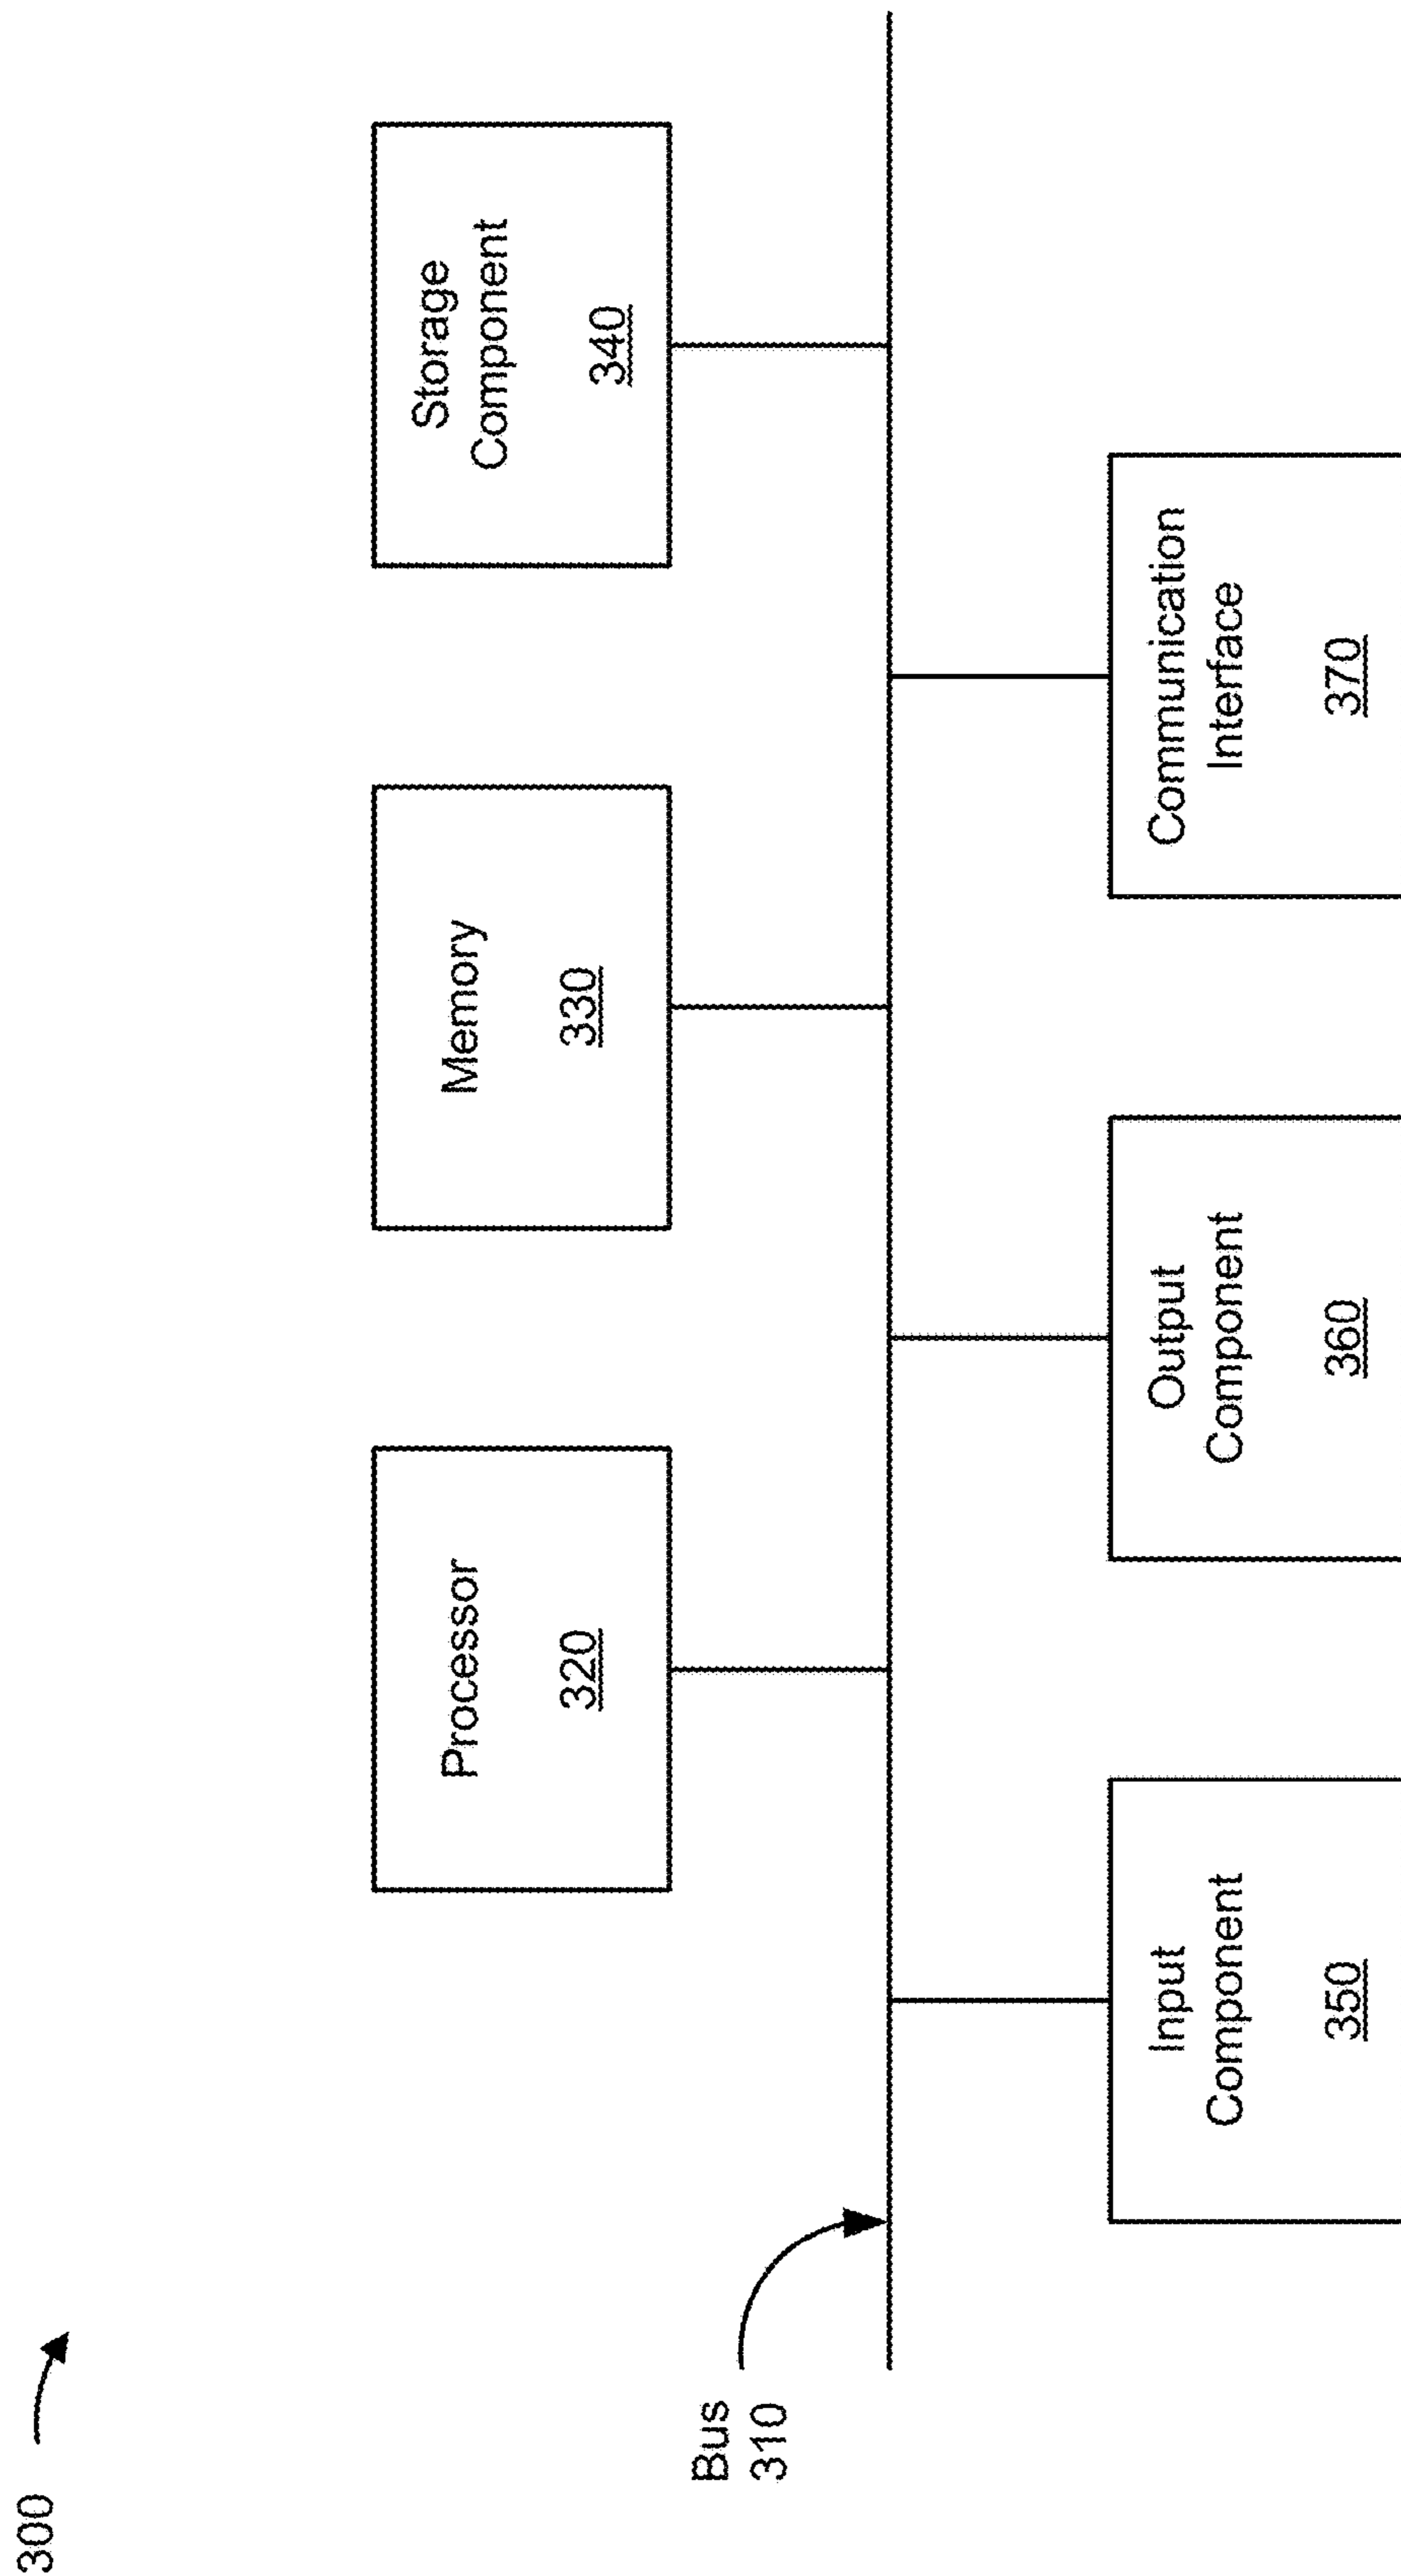 300
Processor
320
Memory
330
Storage
Component
340
Bus
310
Input
Component
350
Output
Component
360
Communication
Interface
370